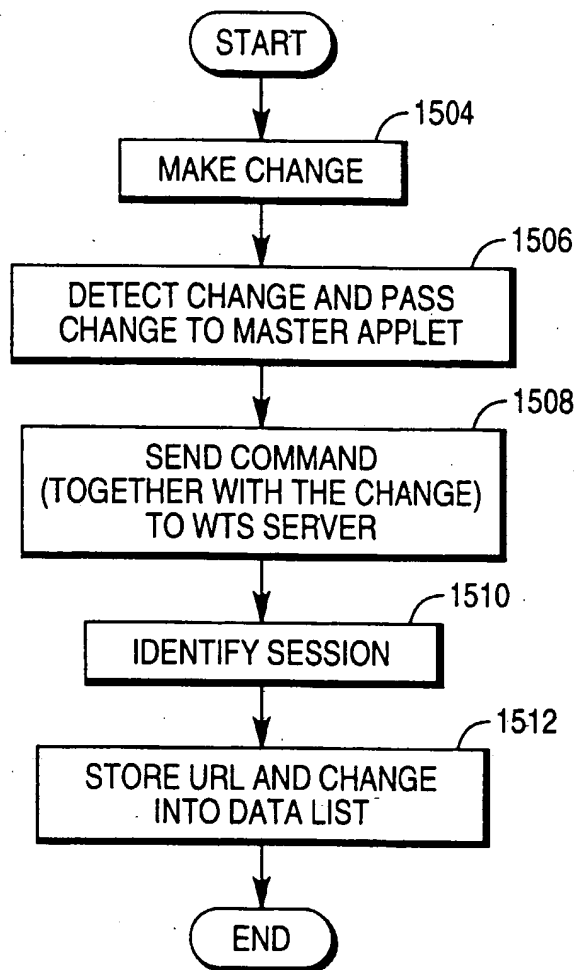 START
1504
MAKE CHANGE
1506
DETECT CHANGE AND PASS
CHANGE TO MASTER APPLET
1508
SEND COMMAND
(TOGETHER WITH THE CHANGE)
TO WTS SERVER
1510
IDENTIFY SESSION
1512
STORE URL AND CHANGE
INTO DATA LIST
END